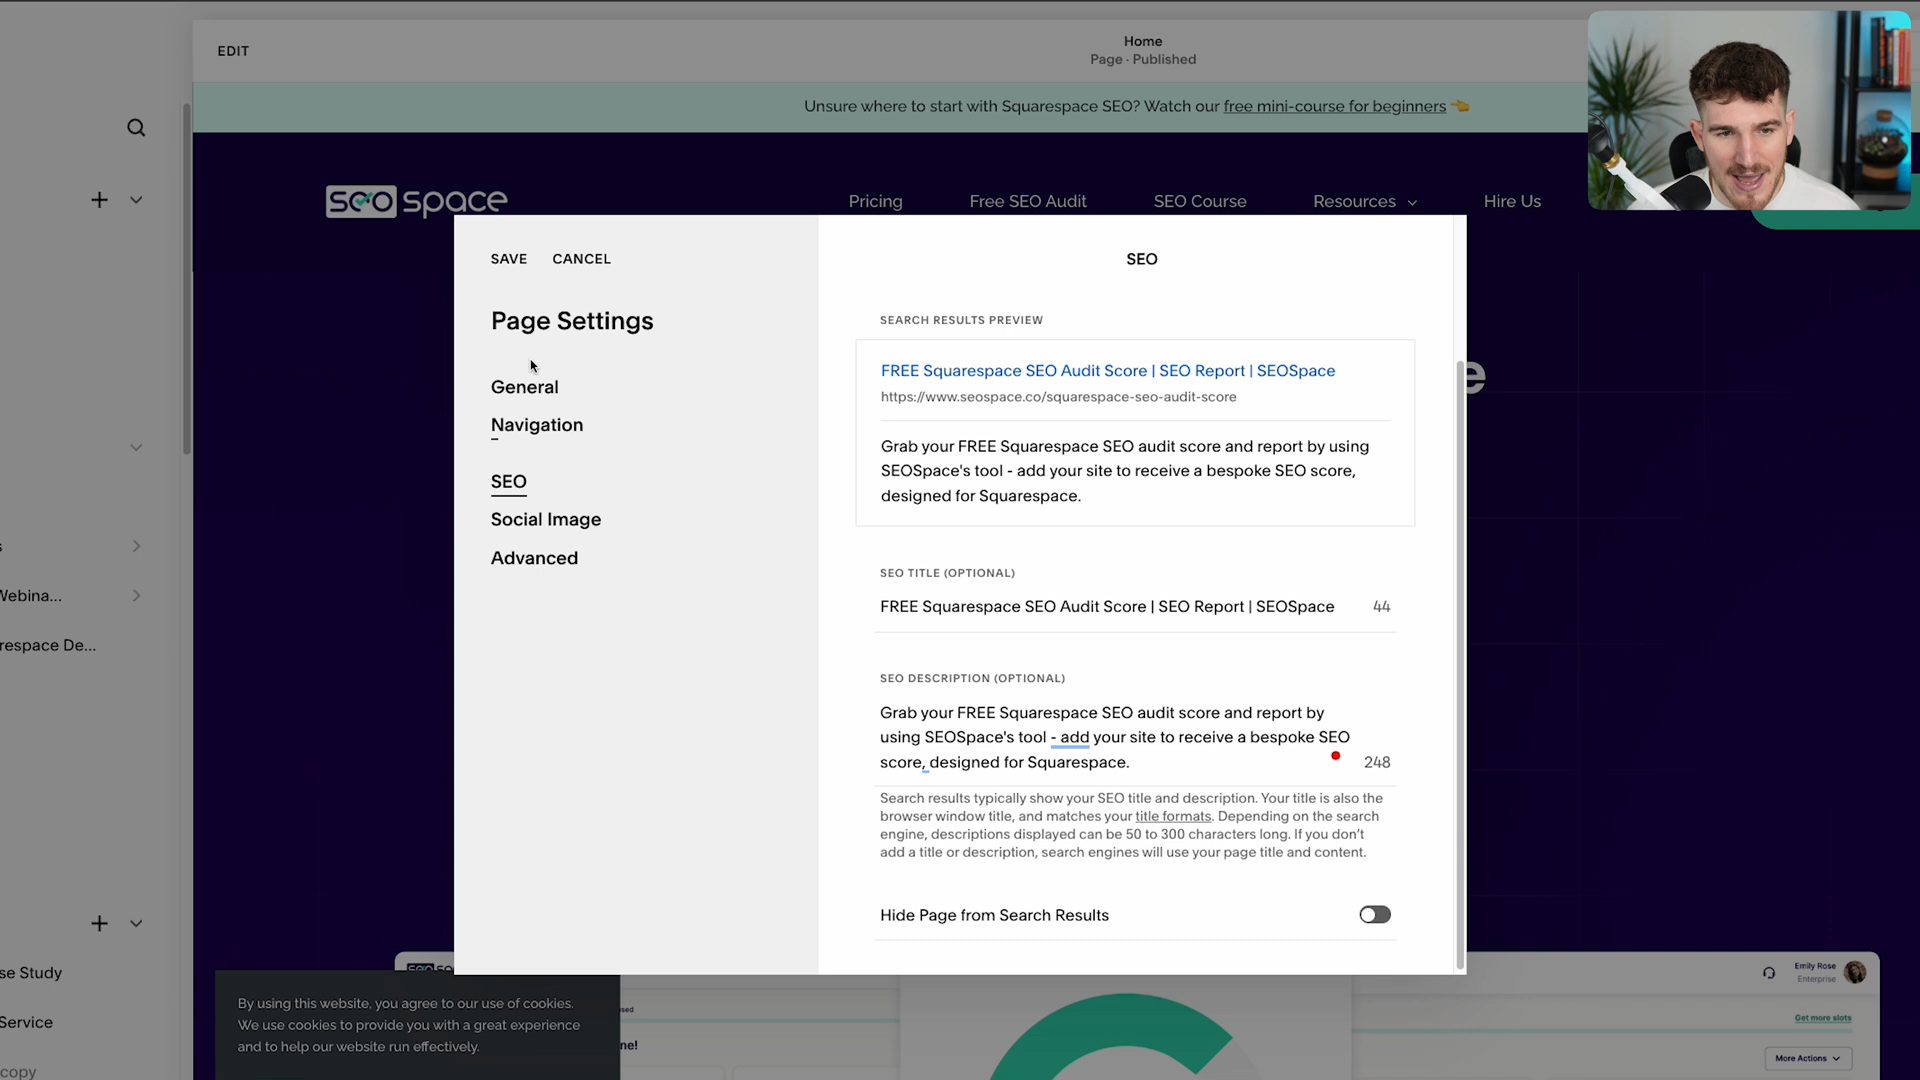 EDIT
Home
Page · Published
Unsure where to start with Squarespace SEO? Watch our free mini-course for beginners 👈
seo space
Pricing
Free SEO Audit
SEO Course
Resources
Hire Us
SAVE
CANCEL
Page Settings
General
Navigation
SEO
Social Image
Advanced
SEO
SEARCH RESULTS PREVIEW
FREE Squarespace SEO Audit Score | SEO Report | SEOSpace
https://www.seospace.co/squarespace-seo-audit-score
Grab your FREE Squarespace SEO audit score and report by using
SEOSpace's tool - add your site to receive a bespoke SEO score,
designed for Squarespace.
SEO TITLE (OPTIONAL)
FREE Squarespace SEO Audit Score | SEO Report | SEOSpace 44
SEO DESCRIPTION (OPTIONAL)
Grab your FREE Squarespace SEO audit score and report by
using SEOSpace's tool - add your site to receive a bespoke SEO
score, designed for Squarespace. 248
Search results typically show your SEO title and description. Your title is also the
browser window title, and matches your title formats. Depending on the search
engine, descriptions displayed can be 50 to 300 characters long. If you don't
add a title or description, search engines will use your page title and content.
Hide Page from Search Results
e
s
Webina...
respace De...
se Study
Service
copy
By using this website, you agree to our use of cookies.
We use cookies to provide you with a great experience
and to help our website run effectively.
sed
ne!
Emily Rose
Enterprise
Get more slots
More Actions